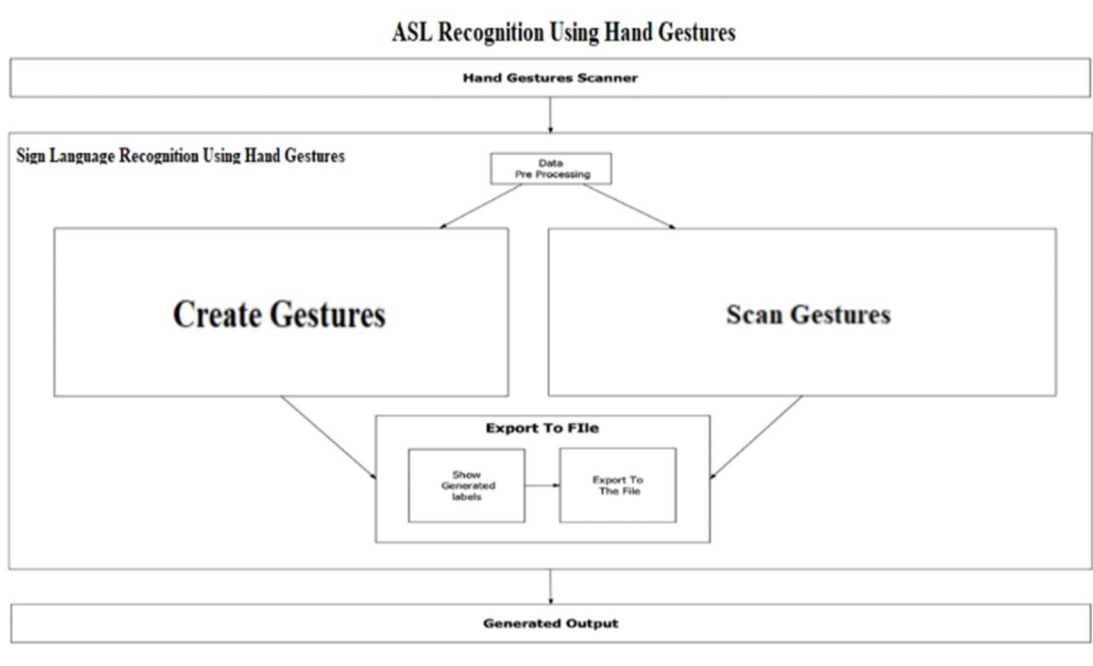 ASL Recognition Using Hand Gestures
Hand Gestures Scanner
Sign Language Recognition Using Hand Gestures
Data
Pre Processing
Create Gestures
Scan Gestures
Export To FIle
Show
Generated
labels
Export To
The File
Generated Output